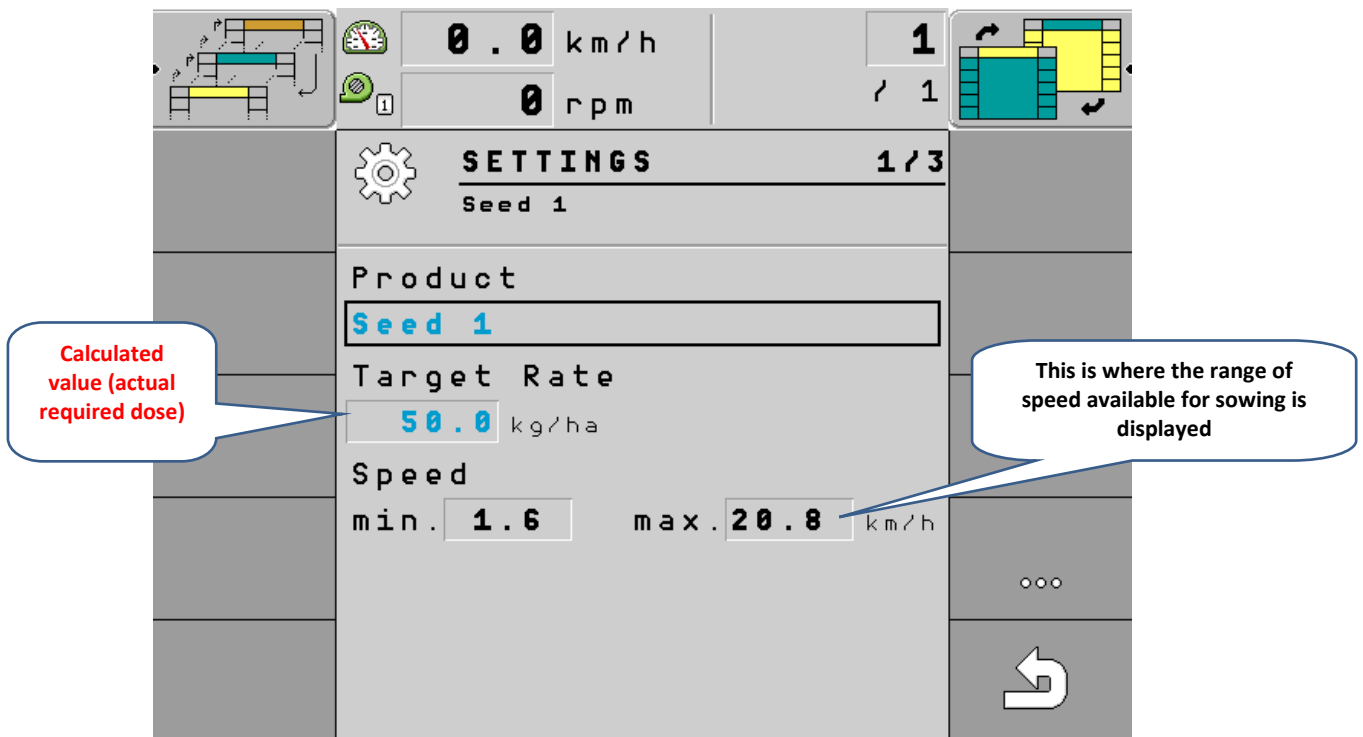 0.0 km/h
1
1
0 rpm
/ 1
SETTINGS 1/3
Seed 1
Product
Seed 1
Target Rate
50.0 kg/ha
Speed
min. 1.6 max. 20.8 km/h
Calculated
value (actual
required dose)
This is where the range of
speed available for sowing is
displayed